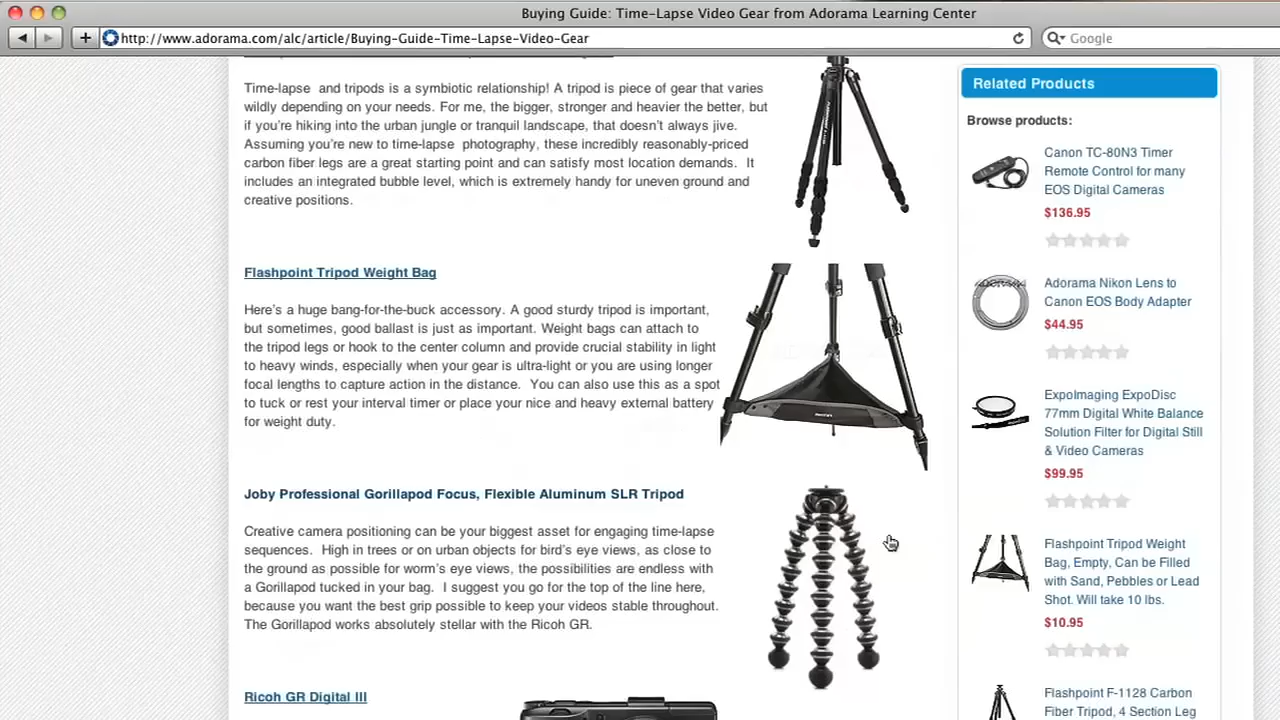 Buying Guide: Time-Lapse Video Gear from Adorama Learning Center
http://www.adorama.com/alc/article/Buying-Guide-Time-Lapse-Video-Gear
Google
Time-lapse and tripods is a symbiotic relationship! A tripod is piece of gear that varies
wildly depending on your needs. For me, the bigger, stronger and heavier the better, but
if you're hiking into the urban jungle or tranquil landscape, that doesn't always jive.
Assuming you're new to time-lapse photography, these incredibly reasonably-priced
carbon fiber legs are a great starting point and can satisfy most location demands. It
includes an integrated bubble level, which is extremely handy for uneven ground and
creative positions.
Flashpoint Tripod Weight Bag
Here's a huge bang-for-the-buck accessory. A good sturdy tripod is important,
but sometimes, good ballast is just as important. Weight bags can attach to
the tripod legs or hook to the center column and provide crucial stability in light
to heavy winds, especially when your gear is ultra-light or you are using longer
focal lengths to capture action in the distance. You can also use this as a spot
to tuck or rest your interval timer or place your nice and heavy external battery
for weight duty.
Joby Professional Gorillapod Focus, Flexible Aluminum SLR Tripod
Creative camera positioning can be your biggest asset for engaging time-lapse
sequences. High in trees or on urban objects for bird's eye views, as close to
the ground as possible for worm's eye views, the possibilities are endless with
a Gorillapod tucked in your bag. I suggest you go for the top of the line here,
because you want the best grip possible to keep your videos stable throughout.
The Gorillapod works absolutely stellar with the Ricoh GR.
Ricoh GR Digital III
Related Products
Browse products:
Canon TC-80N3 Timer
Remote Control for many
EOS Digital Cameras
$136.95
ADORAMA
Adorama Nikon Lens to
Canon EOS Body Adapter
$44.95
ExpoImaging ExpoDisc
77mm Digital White Balance
Solution Filter for Digital Still
& Video Cameras
$99.95
Flashpoint Tripod Weight
Bag, Empty, Can be Filled
with Sand, Pebbles or Lead
Shot. Will take 10 lbs.
$10.95
Flashpoint F-1128 Carbon
Fiber Tripod, 4 Section Leg